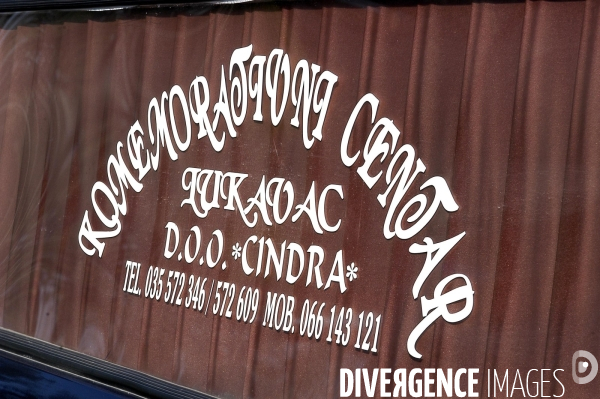 KOMEMORATIVNI CENTAR
LUKAVAC
D.O.O. *CINDRA*
TEL. 035 572 346 / 572 609 MOB. 066 143 121
DIVERGENCE IMAGES